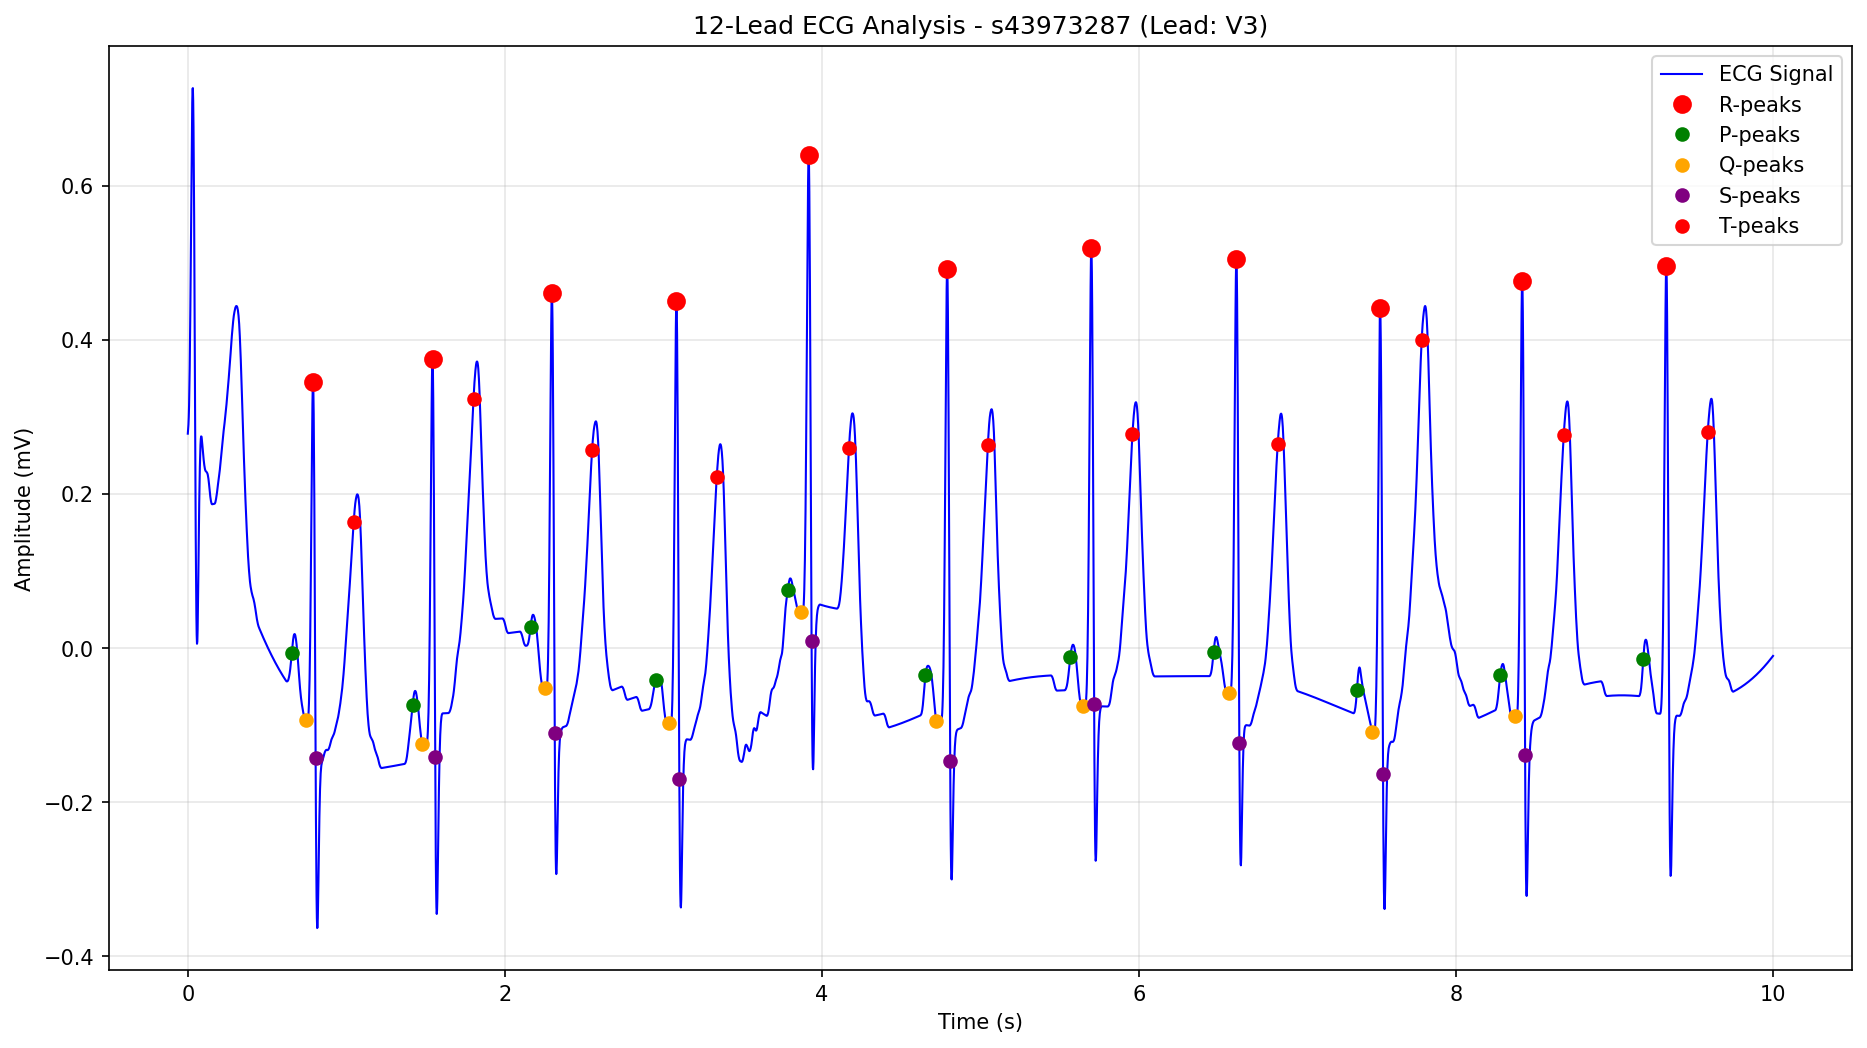 12-Lead ECG Analysis - s43973287 (Lead: V3)
ECG Signal
R-peaks
P-peaks
Q-peaks
S-peaks
T-peaks
Amplitude (mV)
0.6
0.4
0.2
0.0
−0.2
−0.4
0 2 4 6 8 10
Time (s)